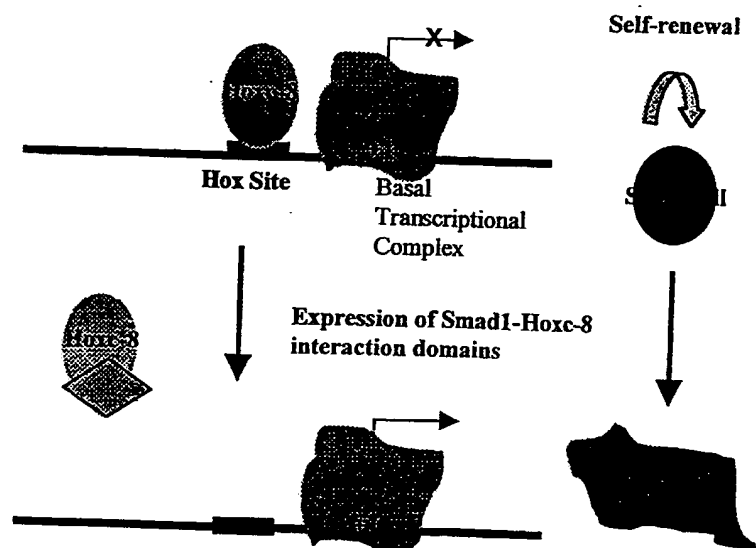 Self-renewal
X
Hox Site
Basal
Transcriptional
Complex
Expression of Smad1-Hoxc-8
interaction domains
Hoxc-8